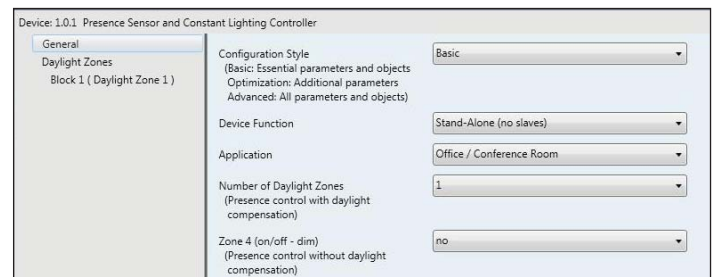 Device: 1.0.1 Presence Sensor and Constant Lighting Controller
General
Daylight Zones
Block 1 ( Daylight Zone 1 )
Configuration Style
(Basic: Essential parameters and objects
Optimization: Additional parameters
Advanced: All parameters and objects)
Basic
Device Function
Stand-Alone (no slaves)
Application
Office / Conference Room
Number of Daylight Zones
(Presence control with daylight
compensation)
1
Zone 4 (on/off - dim)
(Presence control without daylight
compensation)
no